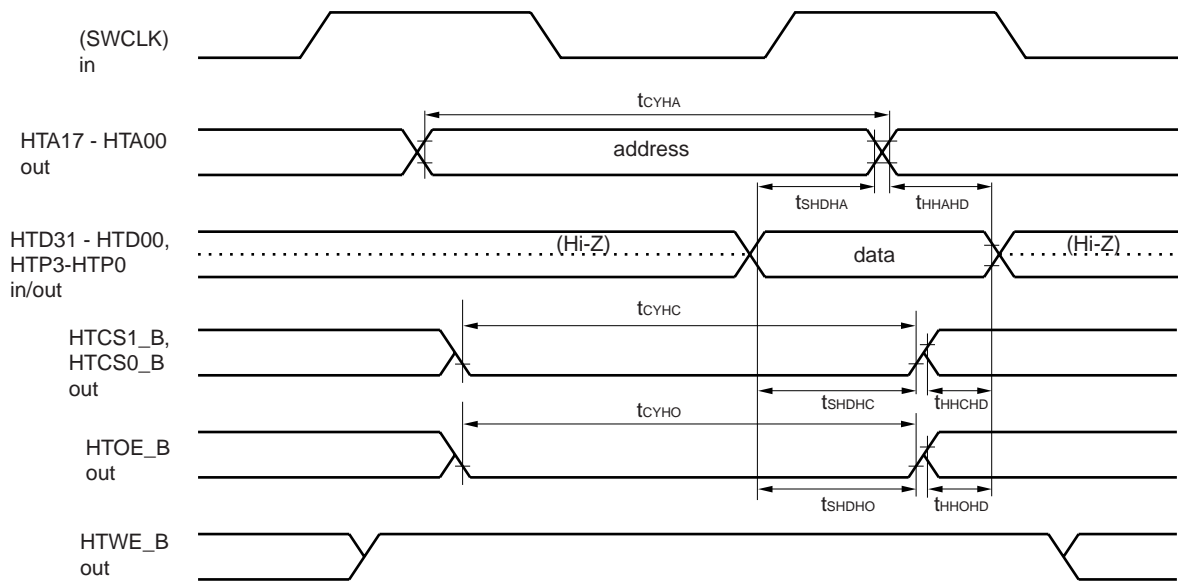 (SWCLK)
in
tCYHA
HTA17 - HTA00
out
address
tSHDHA
tHHAHD
HTD31 - HTD00,
HTP3-HTP0
in/out
(Hi-Z)
data
(Hi-Z)
tCYHC
HTCS1_B,
HTCS0_B
out
tSHDHC
tHHCHD
tCYHO
HTOE_B
out
tSHDHO
tHHOHD
HTWE_B
out